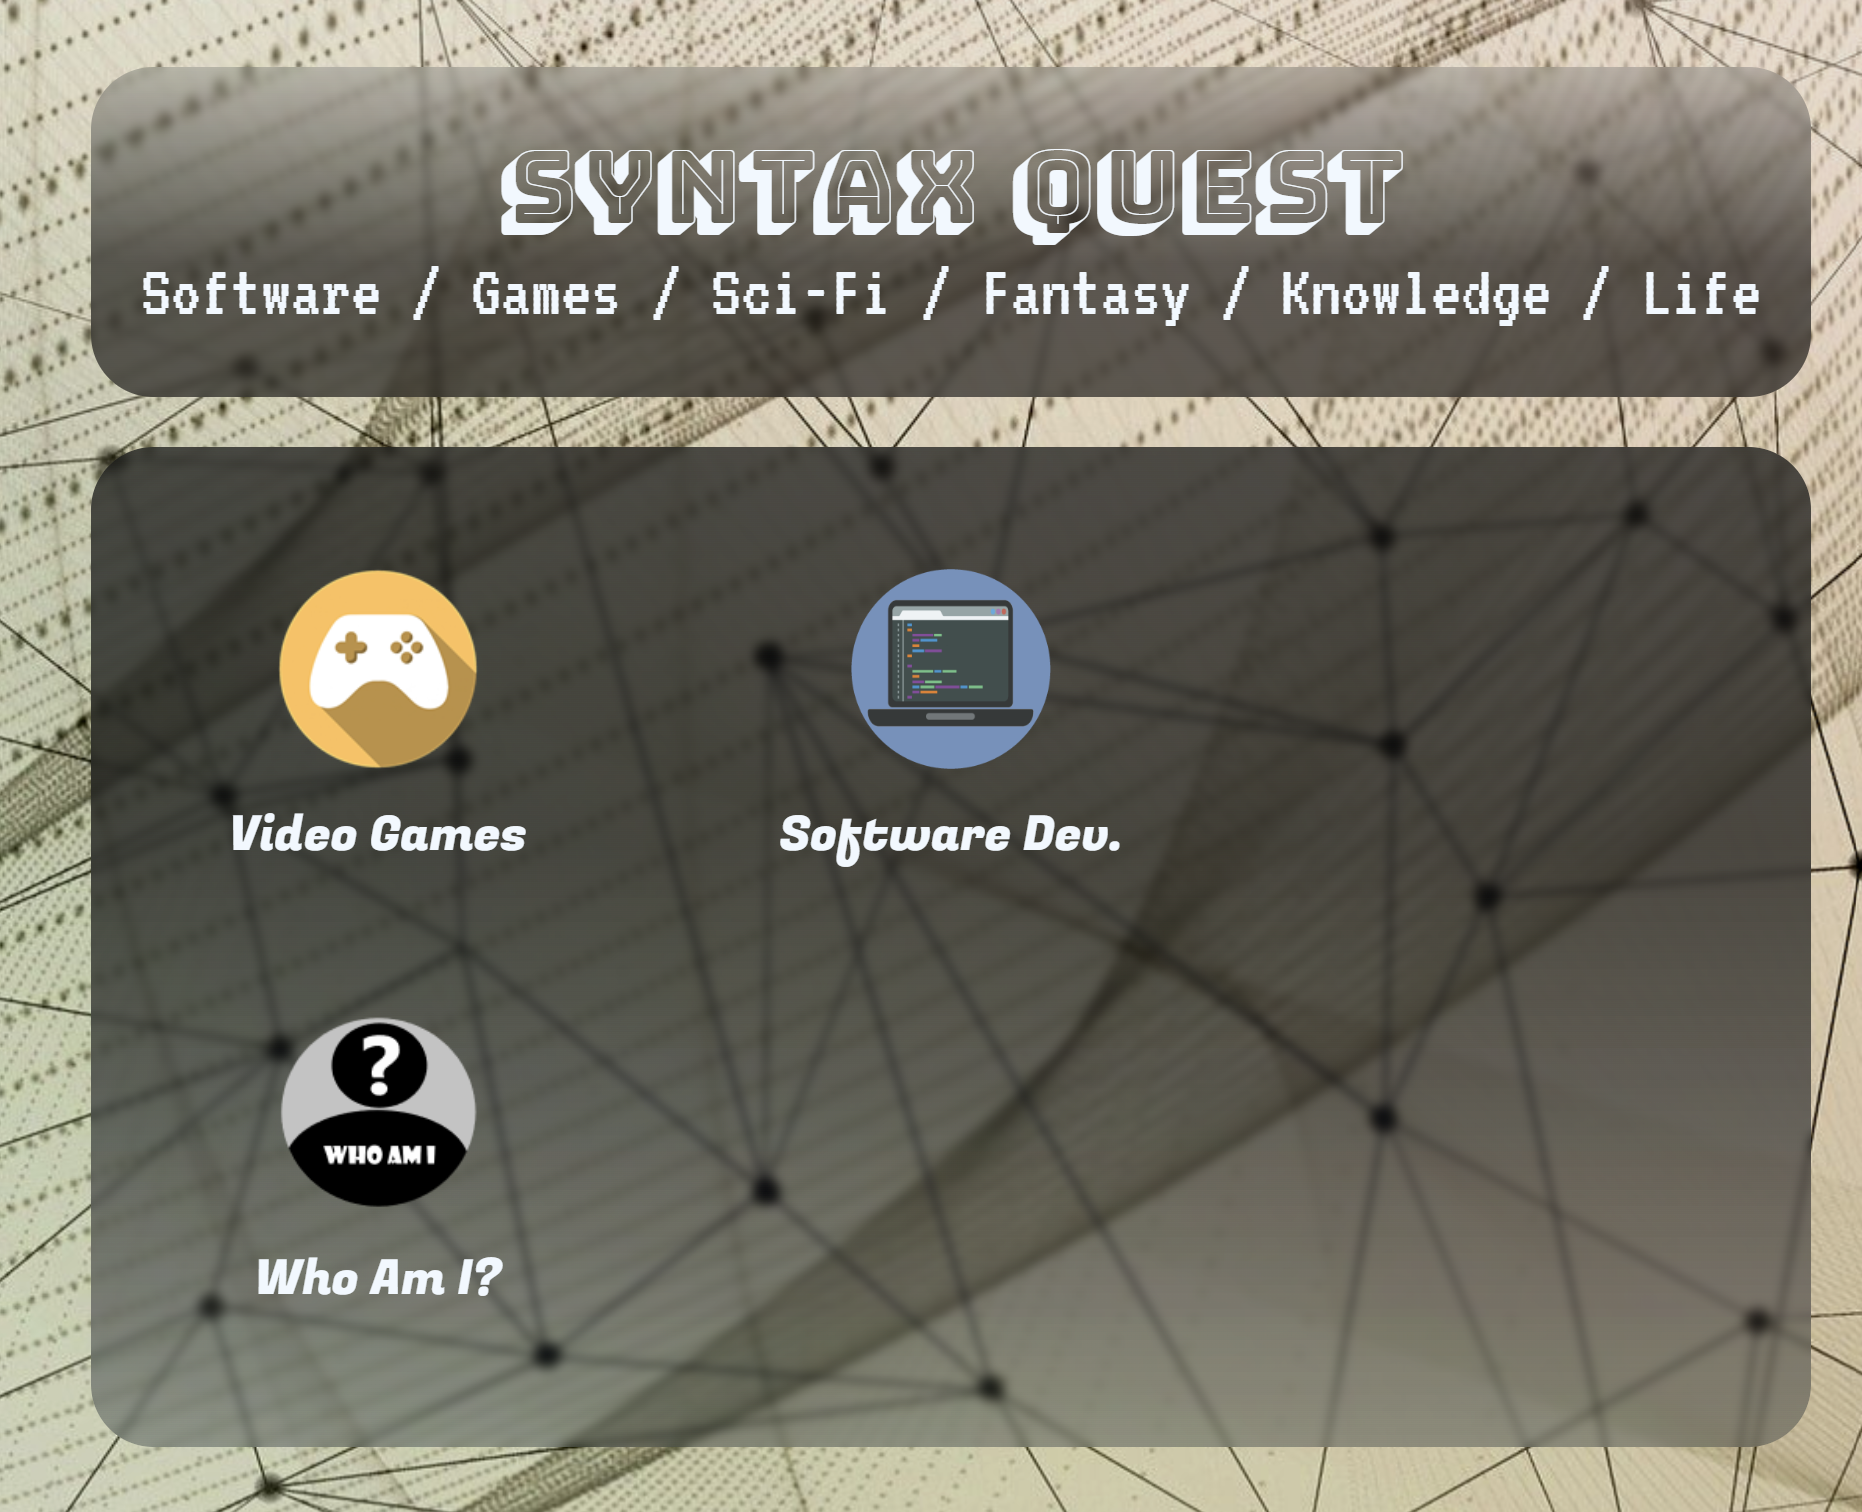 SYNTAX QUEST
Software / Games / Sci-Fi / Fantasy / Knowledge / Life
Video Games
Software Dev.
?
WHO AM I
Who Am I?